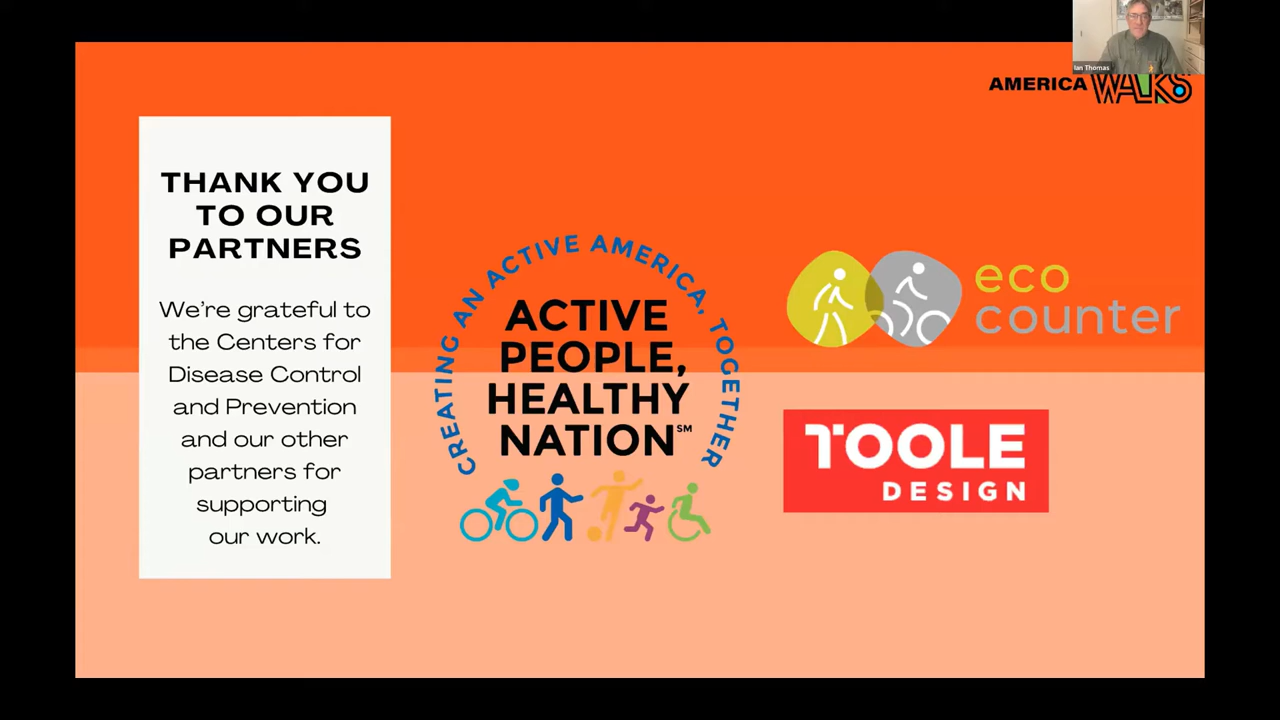 Ian Thomas
AMERICA WALKS
THANK YOU
TO OUR
PARTNERS
We're grateful to
the Centers for
Disease Control
and Prevention
and our other
partners for
supporting
our work.
CREATING AN ACTIVE AMERICA, TOGETHER
ACTIVE
PEOPLE,
HEALTHY
NATION℠
eco
counter
TOOLE
DESIGN